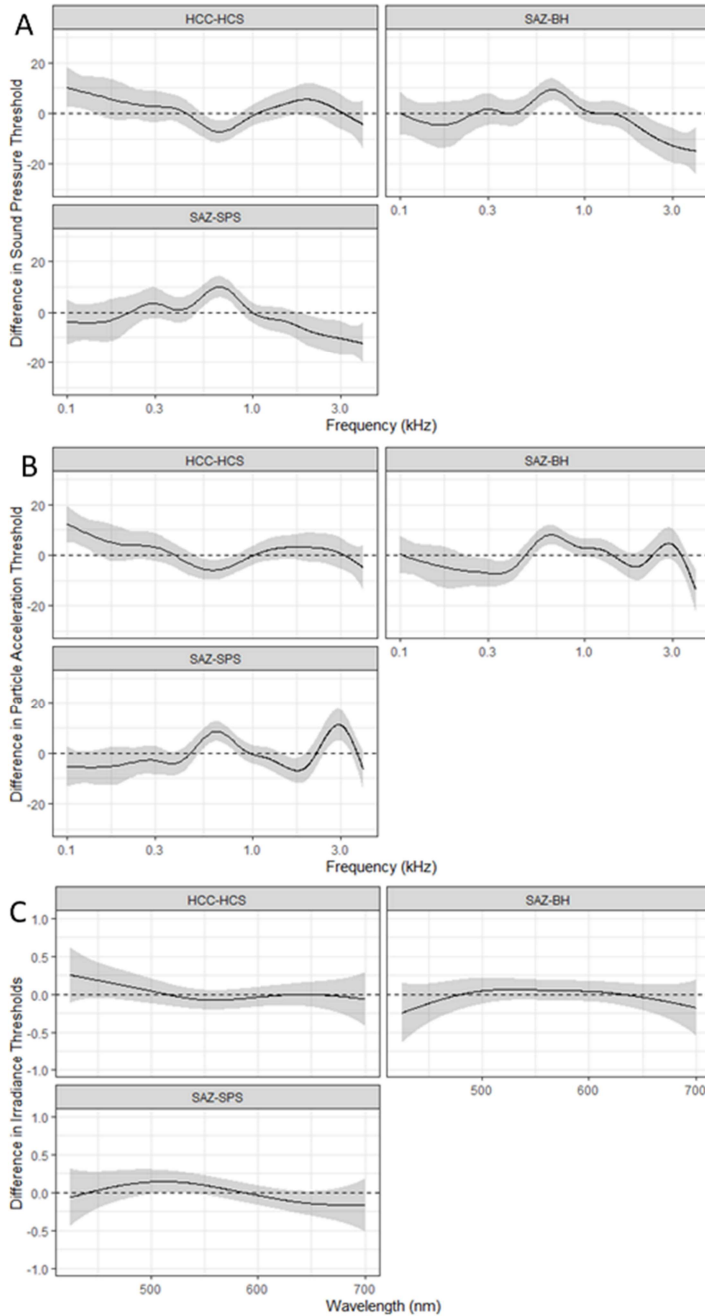 A
HCC-HCS
SAZ-BH
20
0
-20
SAZ-SPS
0.1
0.3
1.0
3.0
20
0
-20
0.1
0.3
1.0
3.0
Difference in Sound Pressure Threshold
Frequency (kHz)
B
HCC-HCS
SAZ-BH
20
0
-20
SAZ-SPS
0.1
0.3
1.0
3.0
20
0
-20
0.1
0.3
1.0
3.0
Difference in Particle Acceleration Threshold
Frequency (kHz)
C
HCC-HCS
SAZ-BH
1.0
0.5
0.0
-0.5
-1.0
SAZ-SPS
500
600
700
1.0
0.5
0.0
-0.5
-1.0
500
600
700
Difference in Irradiance Thresholds
Wavelength (nm)